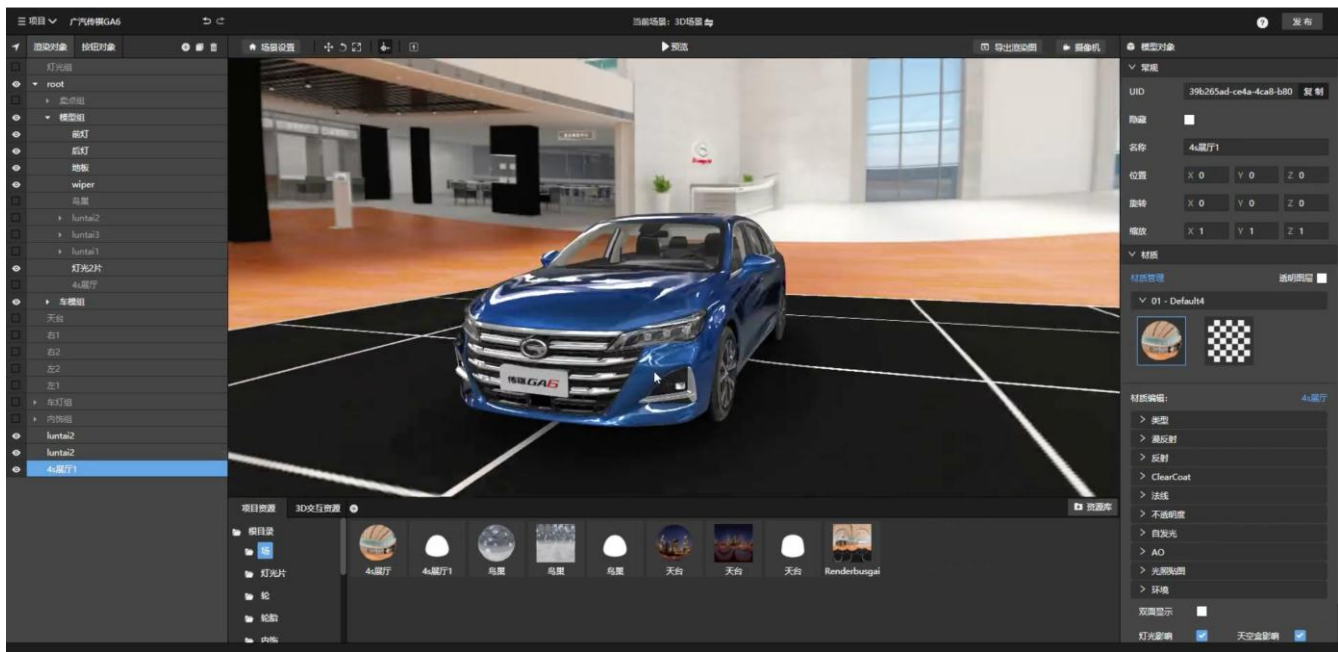 项目 广汽传祺GA6 当前场景：3D场景 ? 发布
渲染对象 按钮对象 场景设置 预览 导出渲染图 摄像机 模型对象
灯光组
root
卖点组
模型组
前灯
后灯
地板
wiper
鸟巢
luntai2
luntai3
luntai1
灯光2片
4s展厅
车模组
天台
右1
右2
左2
左1
车灯组
内饰组
luntai2
luntai2
4s展厅1
传祺GA6
项目资源 3D交互资源 资源库
根目录
场
灯光片
轮
轮胎
内饰
4s展厅 4s展厅1 鸟巢 鸟巢 鸟巢 天台 天台 天台 Renderbusgai
常规
UID 39b265ad-ce4a-4ca8-b80 复制
隐藏
名称 4s展厅1
位置 X 0 Y 0 Z 0
旋转 X 0 Y 0 Z 0
缩放 X 1 Y 1 Z 1
材质
材质管理 透明图层
01 - Default4
材质编辑: 4s展厅
类型
漫反射
反射
ClearCoat
法线
不透明度
自发光
AO
光照贴图
环境
双面显示
灯光影响 天空盒影响